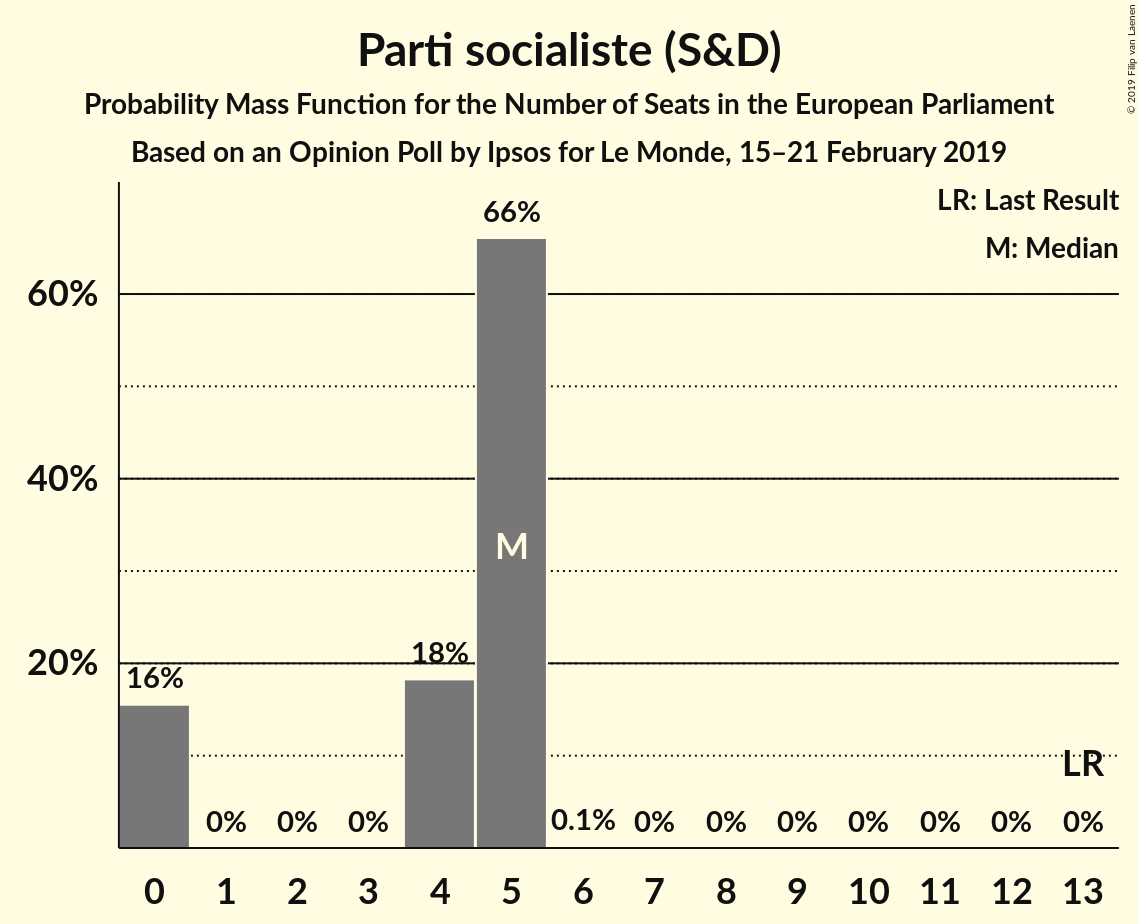 Parti socialiste (S&D)
Probability Mass Function for the Number of Seats in the European Parliament
Based on an Opinion Poll by Ipsos for Le Monde, 15–21 February 2019
© 2019 Filip van Laenen
LR: Last Result
M: Median
60%
40%
20%
16%
0%
0%
0%
18%
66%
M
0.1%
0%
0%
0%
0%
0%
0%
LR
0%
0 1 2 3 4 5 6 7 8 9 10 11 12 13